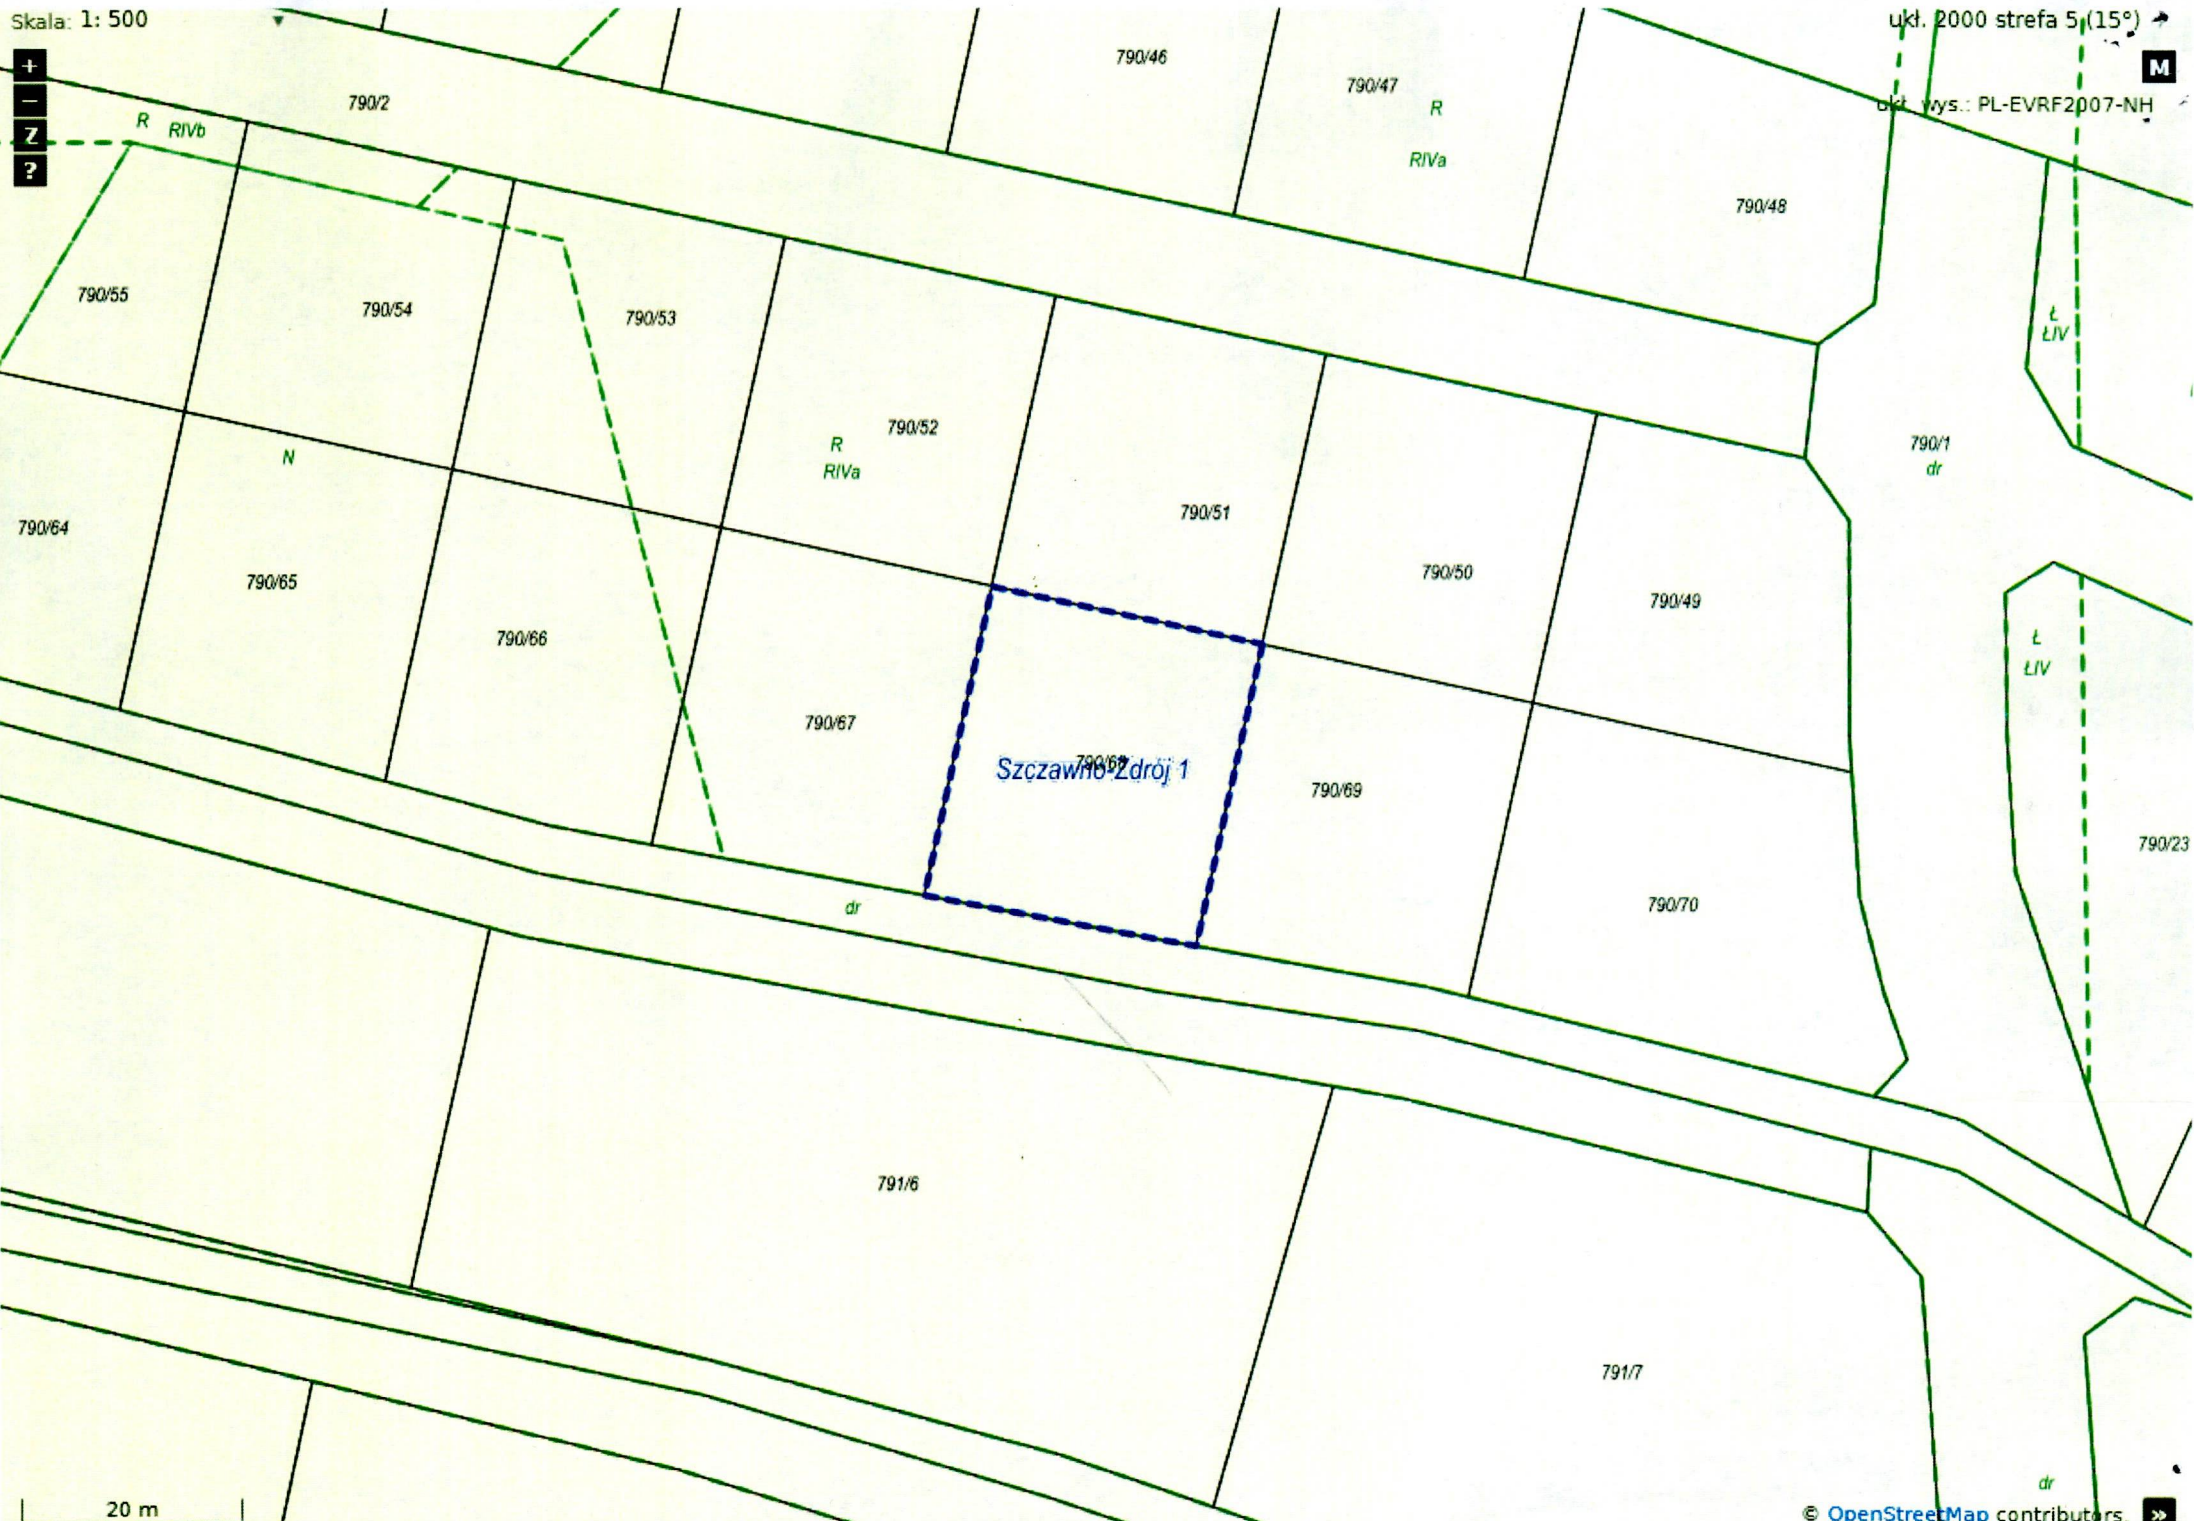 Skala: 1: 500
ukł. 2000 strefa 5 (15°)
+
−
Z
?
M
ukł. wys.: PL-EVRF2007-NH
790/46
790/47
R
RIVa
790/2
R RIVb
790/48
790/55
790/54
790/53
Ł
ŁIV
790/52
R
RIVa
790/1
dr
N
790/51
790/64
790/65
790/50
790/49
790/66
Ł
ŁIV
790/67
790/68
Szczawno-Zdrój 1
790/69
790/23
790/70
dr
791/6
791/7
dr
20 m
© OpenStreetMap contributors.
»